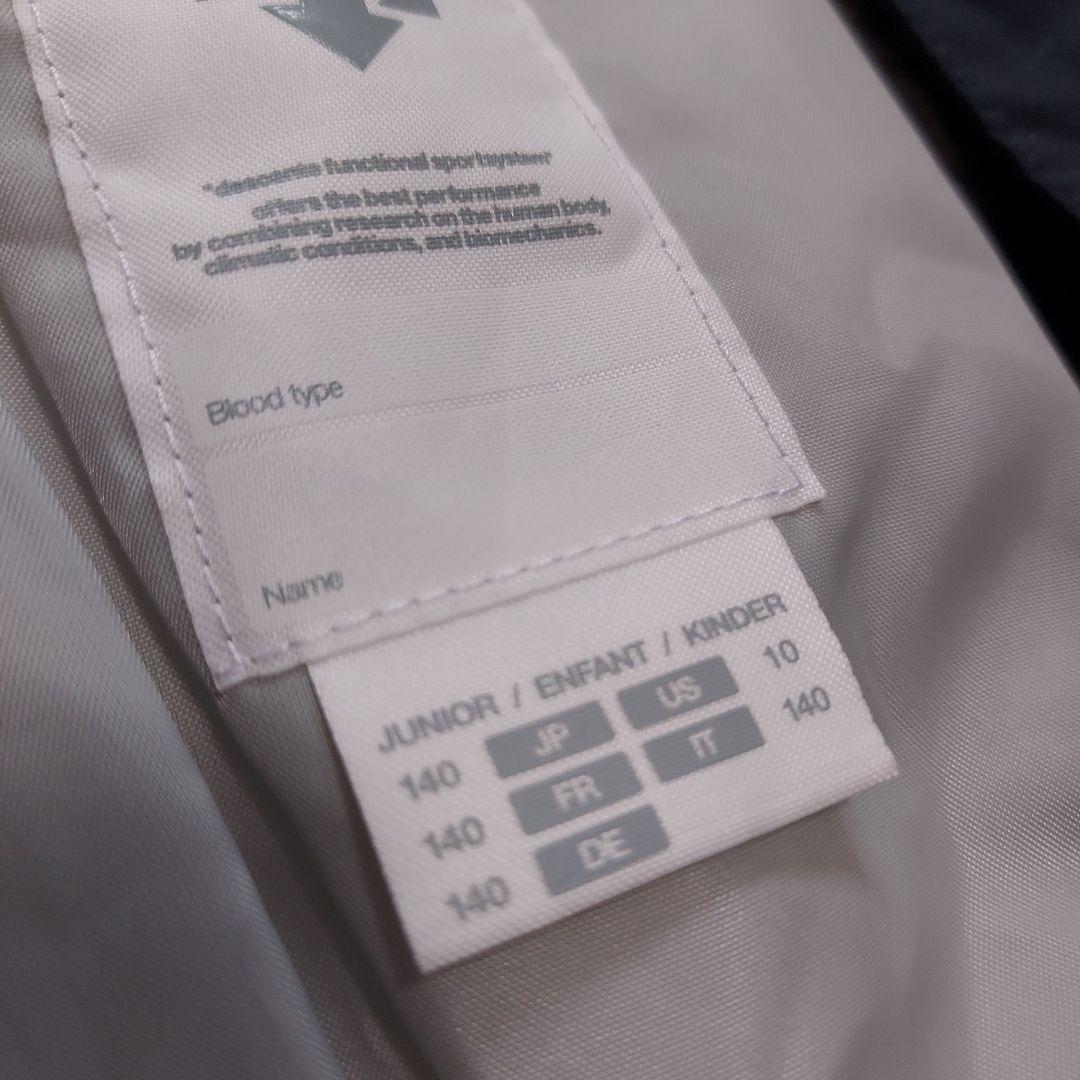 "descente functional sportsystem"
offers the best performance
by combining research on the human body,
climatic conditions, and biomechanics.
Blood type
Name
JUNIOR / ENFANT / KINDER
140 JP US 10
140 FR IT 140
140 DE